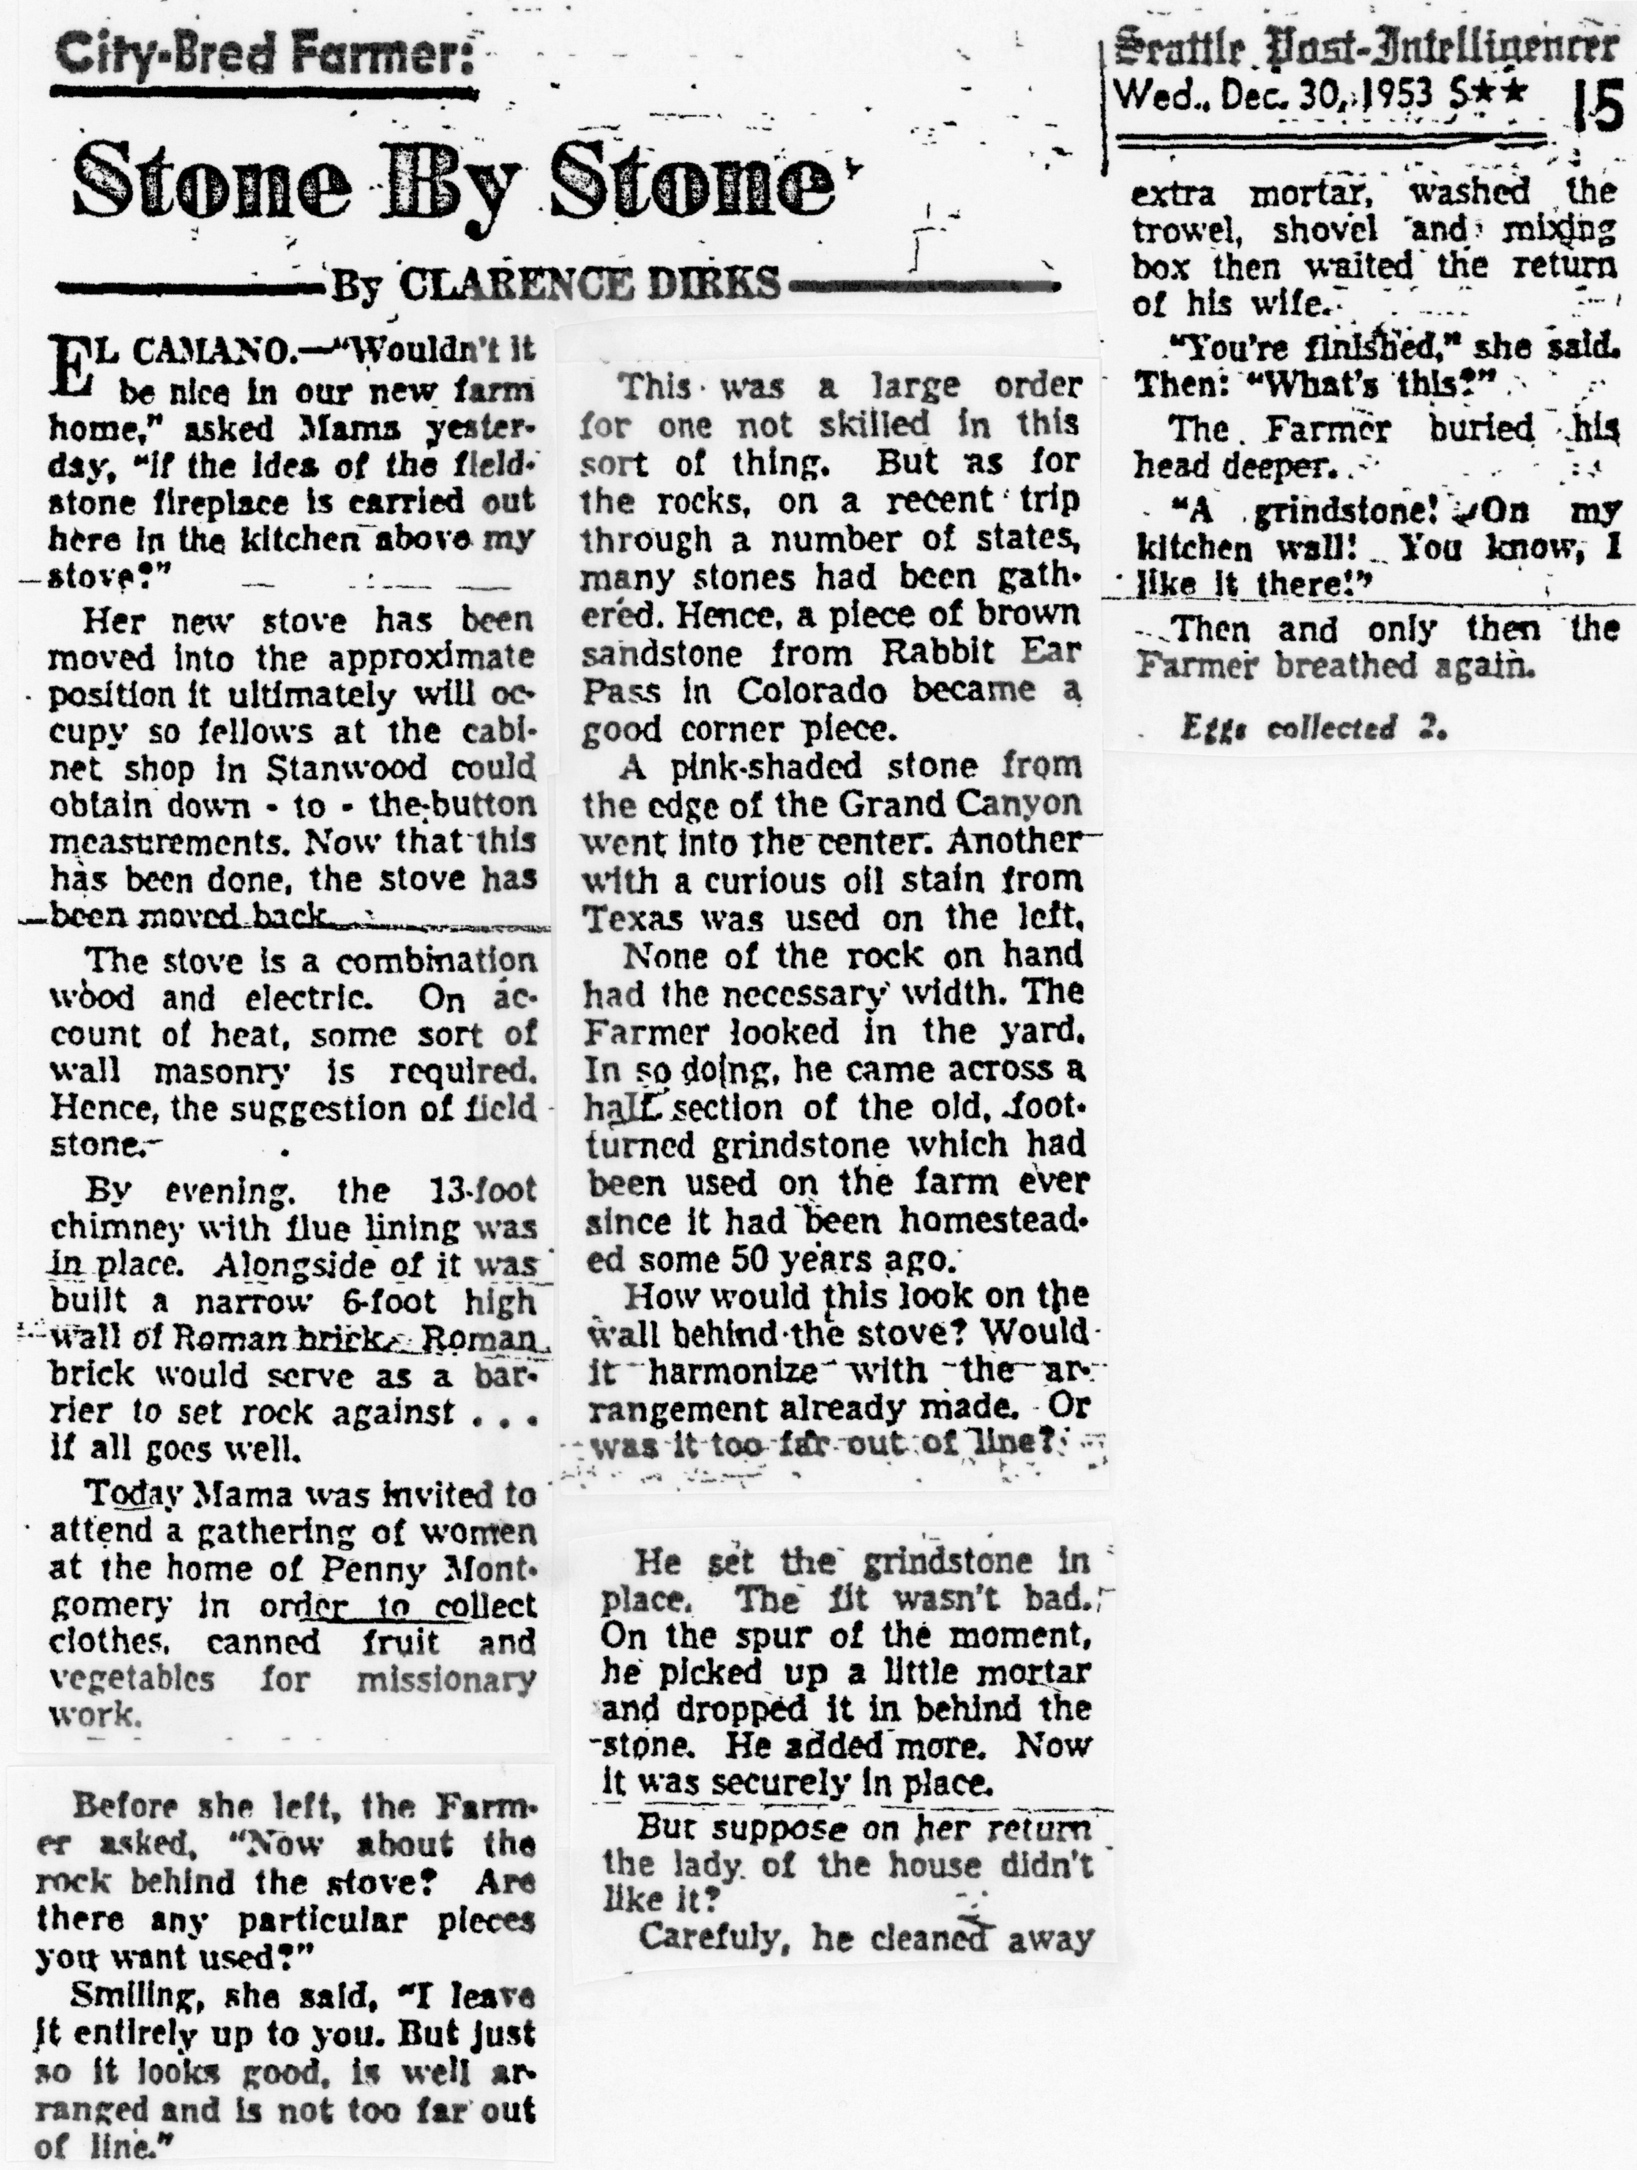 City-Bred Farmer:
Stone By Stone
By CLARENCE DIRKS
EL CAMANO.—"Wouldn't it
be nice in our new farm
home," asked Mama yester-
day, "if the idea of the field-
stone fireplace is carried out
here in the kitchen above my
stove?"
Her new stove has been
moved into the approximate
position it ultimately will oc-
cupy so fellows at the cabi-
net shop in Stanwood could
obtain down - to - the-button
measurements. Now that this
has been done, the stove has
been moved back.
The stove is a combination
wood and electric. On ac-
count of heat, some sort of
wall masonry is required.
Hence, the suggestion of field
stone.
By evening, the 13-foot
chimney with flue lining was
in place. Alongside of it was
built a narrow 6-foot high
wall of Roman brick. Roman
brick would serve as a bar-
rier to set rock against . . .
if all goes well.
Today Mama was invited to
attend a gathering of women
at the home of Penny Mont-
gomery in order to collect
clothes, canned fruit and
vegetables for missionary
work.
Before she left, the Farm-
er asked, "Now about the
rock behind the stove? Are
there any particular pieces
you want used?"
Smiling, she said, "I leave
it entirely up to you. But just
so it looks good, is well ar-
ranged and is not too far out
of line."
This was a large order
for one not skilled in this
sort of thing. But as for
the rocks, on a recent trip
through a number of states,
many stones had been gath-
ered. Hence, a piece of brown
sandstone from Rabbit Ear
Pass in Colorado became a
good corner piece.
A pink-shaded stone from
the edge of the Grand Canyon
went into the center. Another
with a curious oil stain from
Texas was used on the left.
None of the rock on hand
had the necessary width. The
Farmer looked in the yard.
In so doing, he came across a
half section of the old, foot-
turned grindstone which had
been used on the farm ever
since it had been homestead-
ed some 50 years ago.
How would this look on the
wall behind the stove? Would
it harmonize with the ar-
rangement already made. Or
was it too far out of line?
He set the grindstone in
place. The fit wasn't bad.
On the spur of the moment,
he picked up a little mortar
and dropped it in behind the
stone. He added more. Now
it was securely in place.
But suppose on her return
the lady of the house didn't
like it?
Carefuly, he cleaned away
Seattle Post-Intelligencer
Wed., Dec. 30, 1953 S★★ 15
extra mortar, washed the
trowel, shovel and mixing
box then waited the return
of his wife.
"You're finished," she said.
Then: "What's this?"
The Farmer buried his
head deeper.
"A grindstone! On my
kitchen wall! You know, I
like it there!"
Then and only then the
Farmer breathed again.
Eggs collected 2.